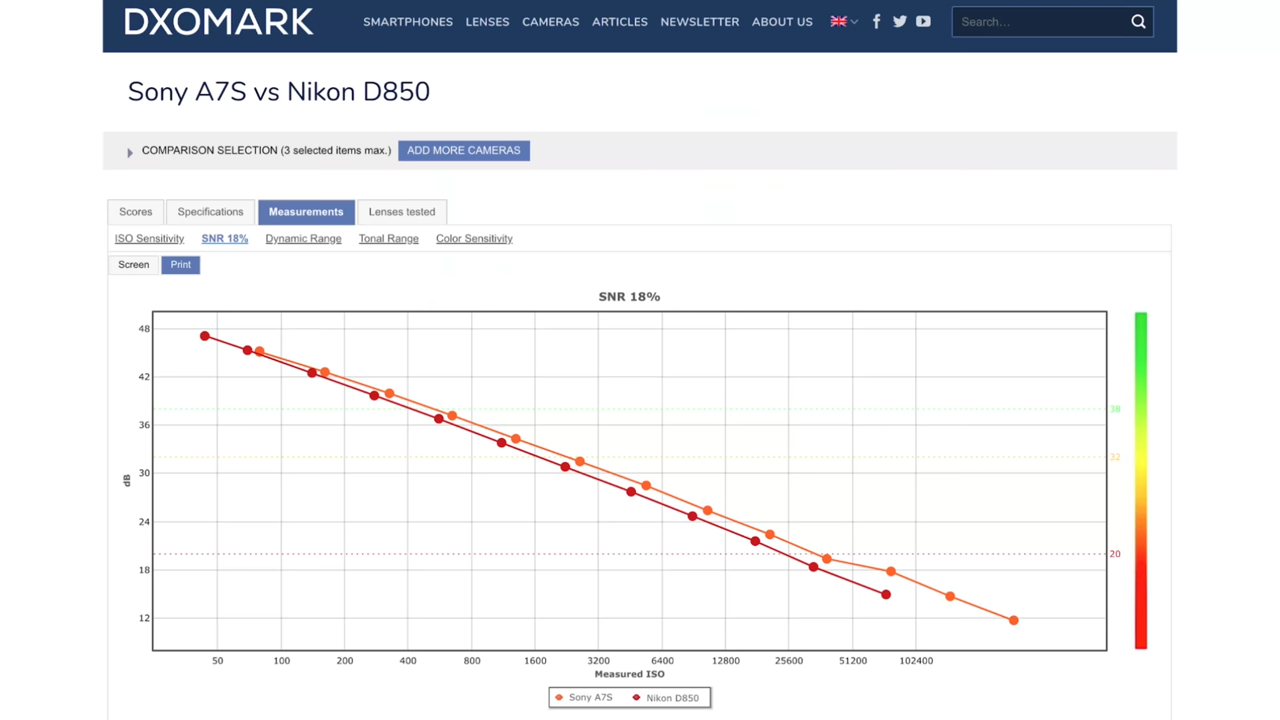 DXOMARK
SMARTPHONES LENSES CAMERAS ARTICLES NEWSLETTER ABOUT US Search...
Sony A7S vs Nikon D850
COMPARISON SELECTION (3 selected items max.) ADD MORE CAMERAS
Scores Specifications Measurements Lenses tested
ISO Sensitivity SNR 18% Dynamic Range Tonal Range Color Sensitivity
Screen Print
SNR 18%
48
42
38
36
32
dB
30
24
20
18
12
50 100 200 400 800 1600 3200 6400 12800 25600 51200 102400
Measured ISO
Sony A7S Nikon D850